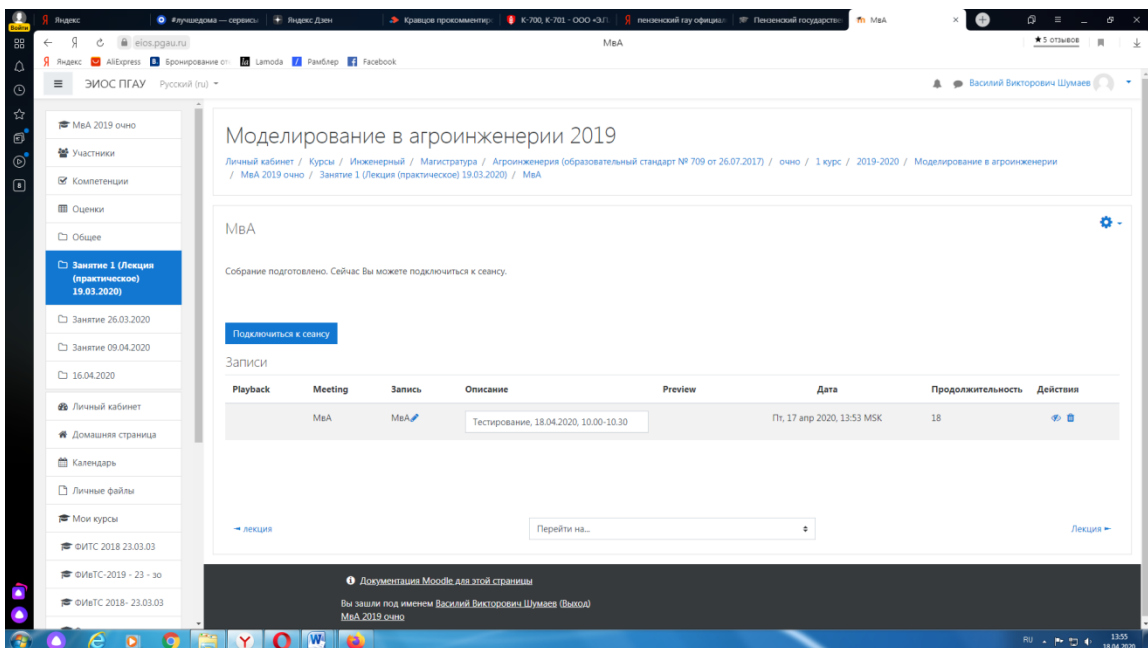 Войти
Яндекс
#лучшедома — сервисы
Яндекс Дзен
Кравцов прокомментир
К-700, К-701 - ООО «ЭЛ
пензенский гау официал
Пензенский государстве
МвА
eios.pgau.ru
МвА
★5 отзывов
Яндекс
AliExpress
Бронирование от
Lamoda
Рамблер
Facebook
ЭИОС ПГАУ
Русский (ru)
Василий Викторович Шумаев
МвА 2019 очно
Участники
Компетенции
Оценки
Общее
Занятие 1 (Лекция
(практическое)
19.03.2020)
Занятие 26.03.2020
Занятие 09.04.2020
16.04.2020
Личный кабинет
Домашняя страница
Календарь
Личные файлы
Мои курсы
ФИТС 2018 23.03.03
ФИвТС-2019 - 23 - зо
ФИвТС 2018- 23.03.03
Моделирование в агроинженерии 2019
Личный кабинет / Курсы / Инженерный / Магистратура / Агроинженерия (образовательный стандарт № 709 от 26.07.2017) / очно / 1 курс / 2019-2020 / Моделирование в агроинженерии
/ МвА 2019 очно / Занятие 1 (Лекция (практическое) 19.03.2020) / МвА
МвА
Собрание подготовлено. Сейчас Вы можете подключиться к сеансу.
Подключиться к сеансу
Записи
Playback Meeting Запись Описание Preview Дата Продолжительность Действия
МвА МвА Тестирование, 18.04.2020, 10.00-10.30 Пт, 17 апр 2020, 13:53 MSK 18
◄ лекция
Перейти на...
Лекция ►
Документация Moodle для этой страницы
Вы зашли под именем Василий Викторович Шумаев (Выход)
МвА 2019 очно
RU
13:55
18.04.2020